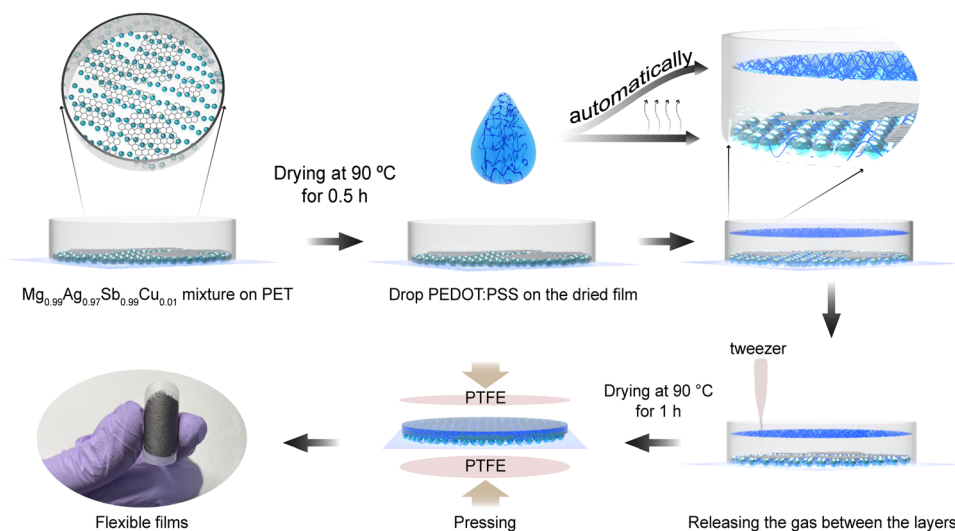 automatically
Drying at 90 ºC
for 0.5 h
Mg0.99Ag0.97Sb0.99Cu0.01 mixture on PET
Drop PEDOT:PSS on the dried film
tweezer
Drying at 90 °C
for 1 h
PTFE
PTFE
Flexible films
Pressing
Releasing the gas between the layers